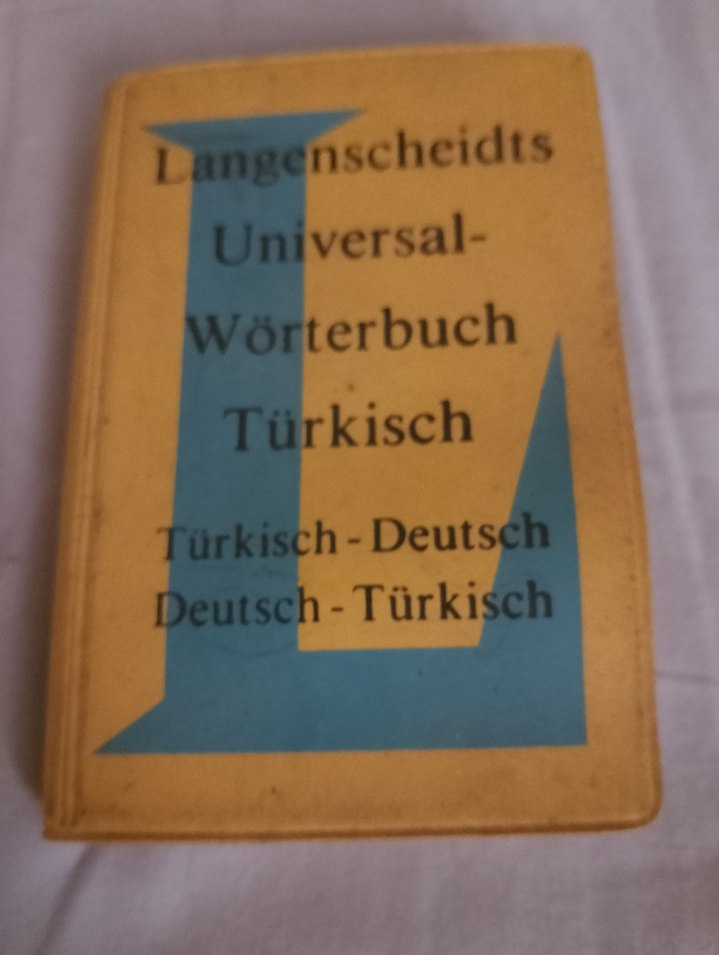 Langenscheidts
Universal-
Wörterbuch
Türkisch
Türkisch - Deutsch
Deutsch - Türkisch